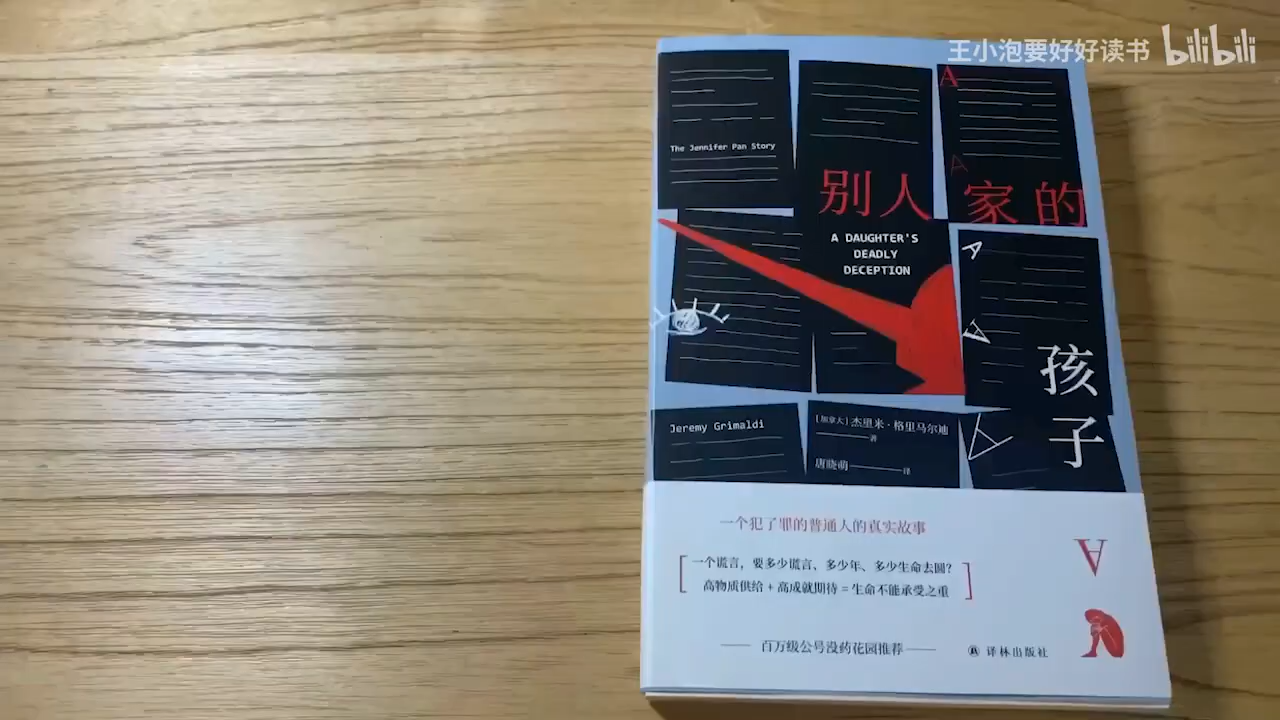 王小泡要好好读书 bilibili
The Jennifer Pan Story
A
A
别人家的
A DAUGHTER'S
DEADLY
DECEPTION
A
A
孩子
Jeremy Grimaldi
[加拿大]杰里米·格里马尔迪
著
唐晓萌 译
A
一个犯了罪的普通人的真实故事
A
一个谎言，要多少谎言、多少年、多少生命去圆？
高物质供给 + 高成就期待 = 生命不能承受之重
百万级公号没药花园推荐
译林出版社